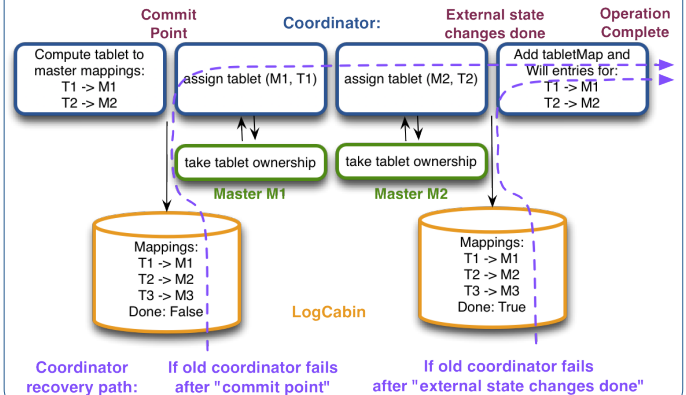 Commit
Point
Coordinator:
External state
changes done
Operation
Complete
Compute tablet to
master mappings:
T1 -> M1
T2 -> M2
assign tablet (M1, T1)
assign tablet (M2, T2)
Add tabletMap and
Will entries for:
T1 -> M1
T2 -> M2
take tablet ownership
take tablet ownership
Master M1
Master M2
Mappings:
T1 -> M1
T2 -> M2
T3 -> M3
Done: False
Mappings:
T1 -> M1
T2 -> M2
T3 -> M3
Done: True
LogCabin
Coordinator
recovery path:
If old coordinator fails
after "commit point"
If old coordinator fails
after "external state changes done"